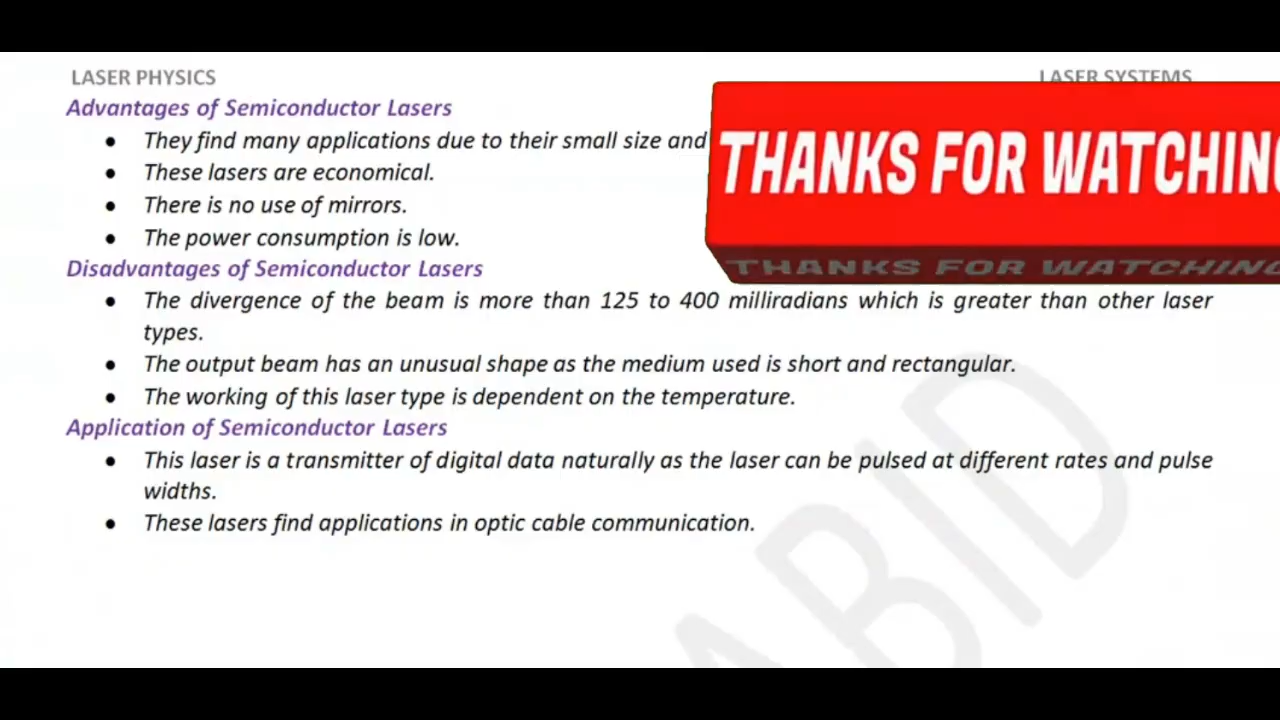 LASER PHYSICS
LASER SYSTEMS
Advantages of Semiconductor Lasers
• They find many applications due to their small size and
THANKS FOR WATCHING
• These lasers are economical.
• There is no use of mirrors.
• The power consumption is low.
THANKS FOR WATCHING
Disadvantages of Semiconductor Lasers
• The divergence of the beam is more than 125 to 400 milliradians which is greater than other laser
types.
• The output beam has an unusual shape as the medium used is short and rectangular.
• The working of this laser type is dependent on the temperature.
Application of Semiconductor Lasers
• This laser is a transmitter of digital data naturally as the laser can be pulsed at different rates and pulse
widths.
• These lasers find applications in optic cable communication.
ABID